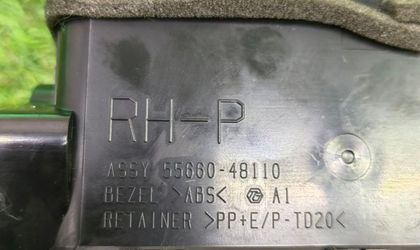 RH-P
ASSY 55660-48110
BEZEL >ABS< A1
RETAINER >PP+E/P-TD20<